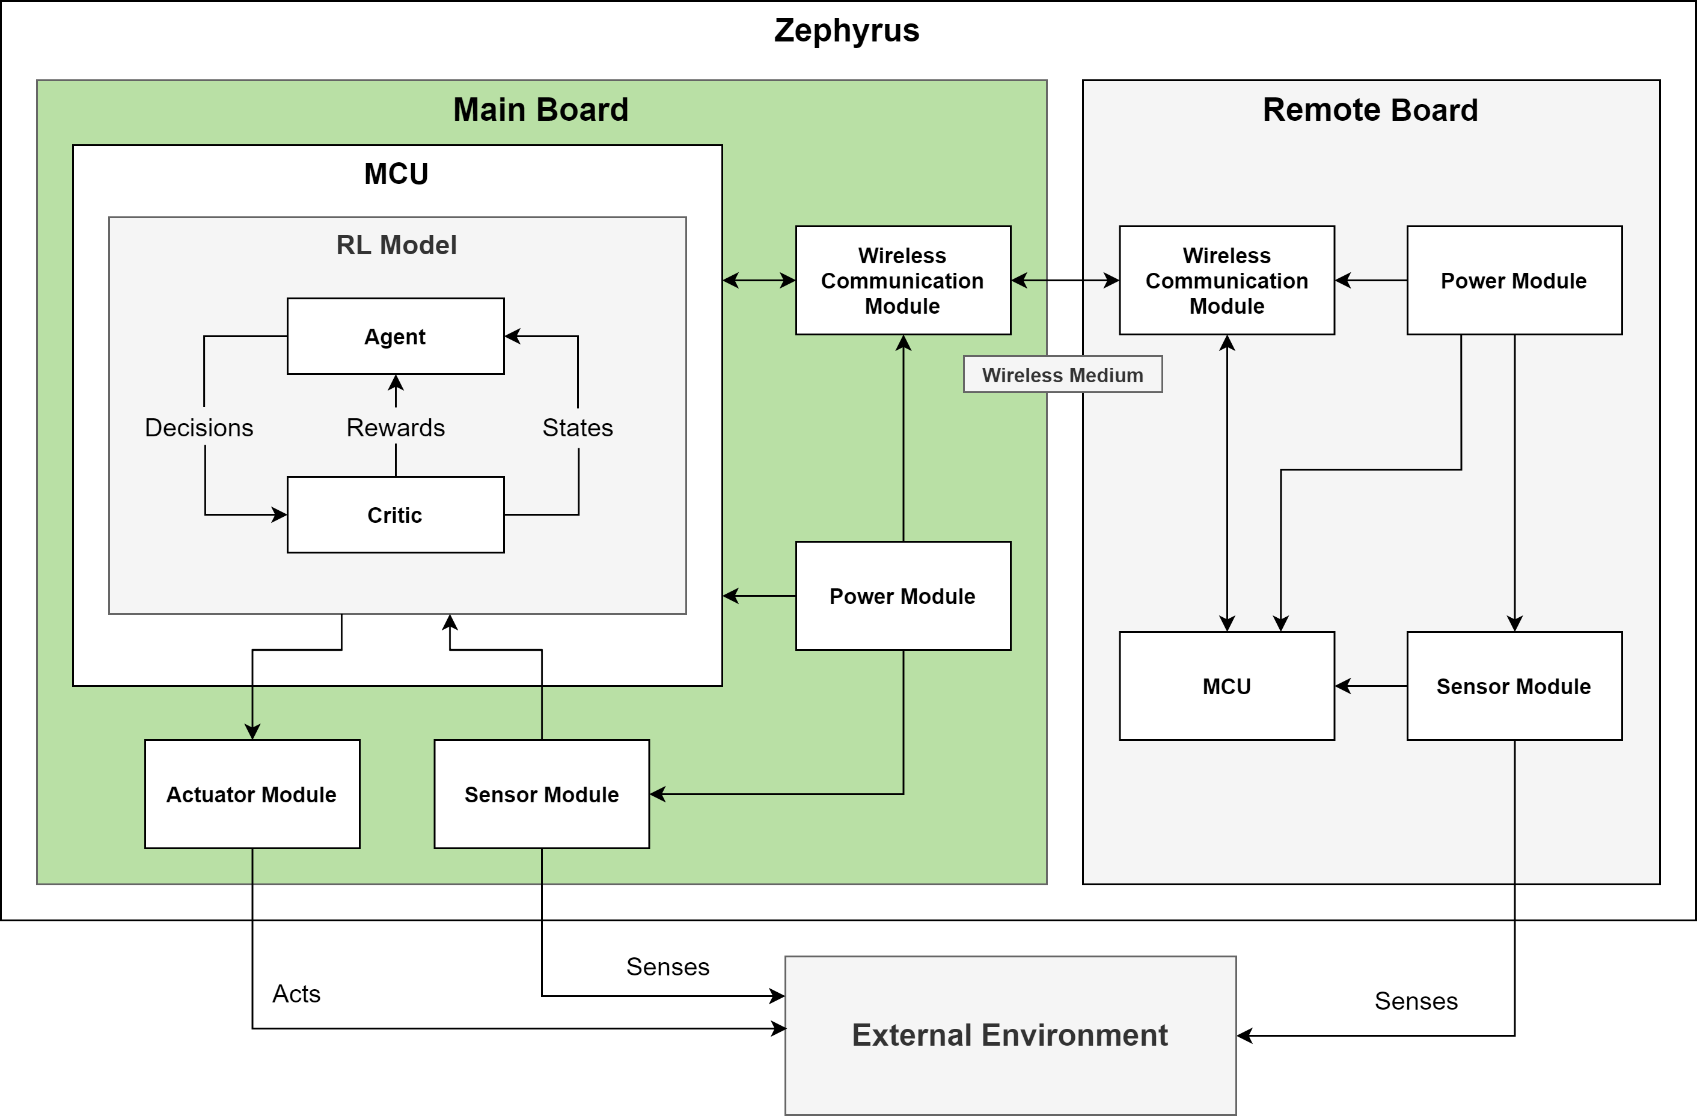 Zephyrus
Main Board
MCU
RL Model
Agent
Decisions
Rewards
States
Critic
Wireless
Communication
Module
Power Module
Actuator Module
Sensor Module
Wireless Medium
Remote Board
Wireless
Communication
Module
Power Module
MCU
Sensor Module
Acts
Senses
Senses
External Environment